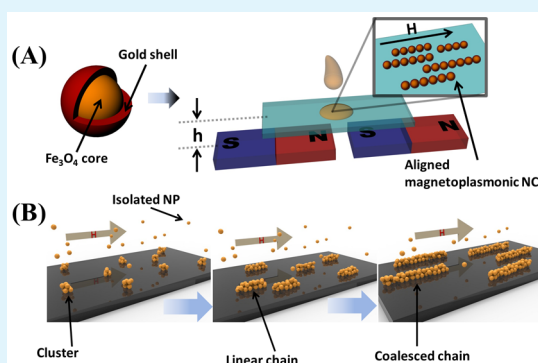 (A)
Gold shell
Fe₃O₄ core
h
H
S
N
S
N
Aligned
magnetoplasmonic NC
(B)
Isolated NP
H
H
H
Cluster
Linear chain
Coalesced chain